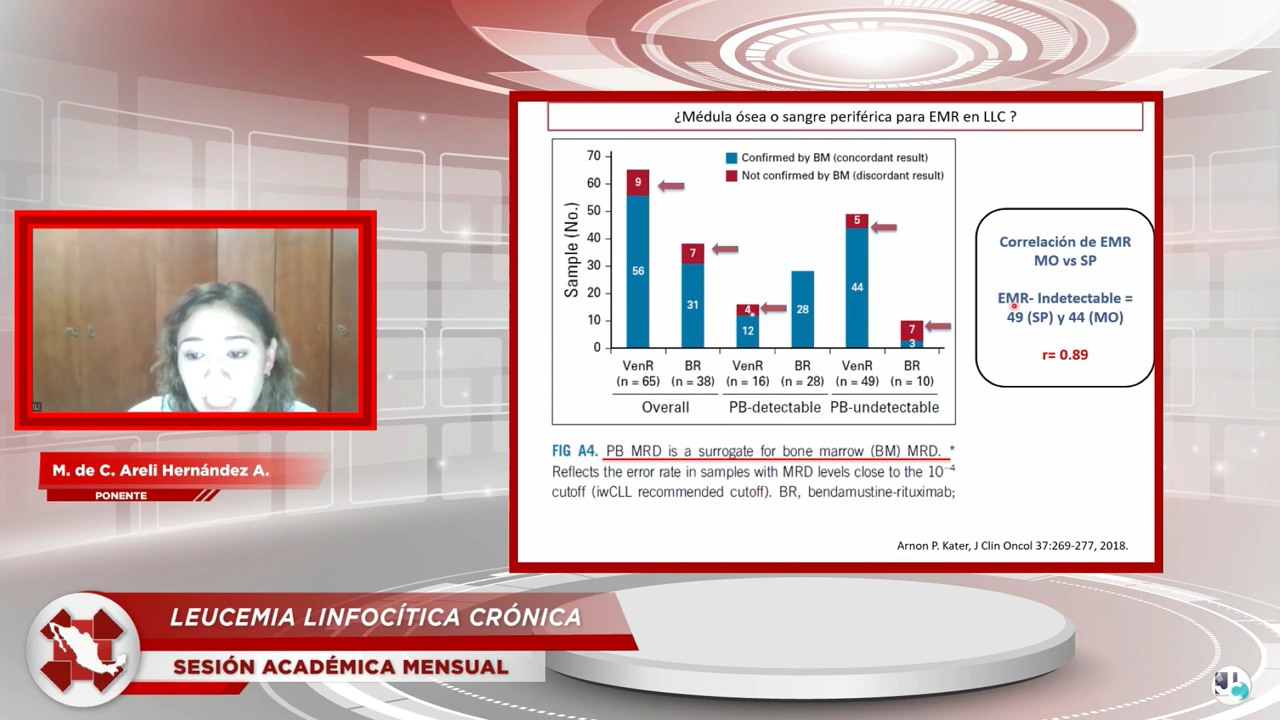 ¿Médula ósea o sangre periférica para EMR en LLC ?
Confirmed by BM (concordant result)
Not confirmed by BM (discordant result)
Sample (No.)
70
60
50
40
30
20
10
0
9
56
7
31
4
12
28
5
44
7
3
VenR BR VenR BR VenR BR
(n = 65) (n = 38) (n = 16) (n = 28) (n = 49) (n = 10)
Overall PB-detectable PB-undetectable
FIG A4. PB MRD is a surrogate for bone marrow (BM) MRD. *
Reflects the error rate in samples with MRD levels close to the 10⁻⁴
cutoff (iwCLL recommended cutoff). BR, bendamustine-rituximab;
Correlación de EMR
MO vs SP
EMR- Indetectable =
49 (SP) y 44 (MO)
r= 0.89
Arnon P. Kater, J Clin Oncol 37:269-277, 2018.
M. de C. Areli Hernández A.
PONENTE
LEUCEMIA LINFOCÍTICA CRÓNICA
SESIÓN ACADÉMICA MENSUAL